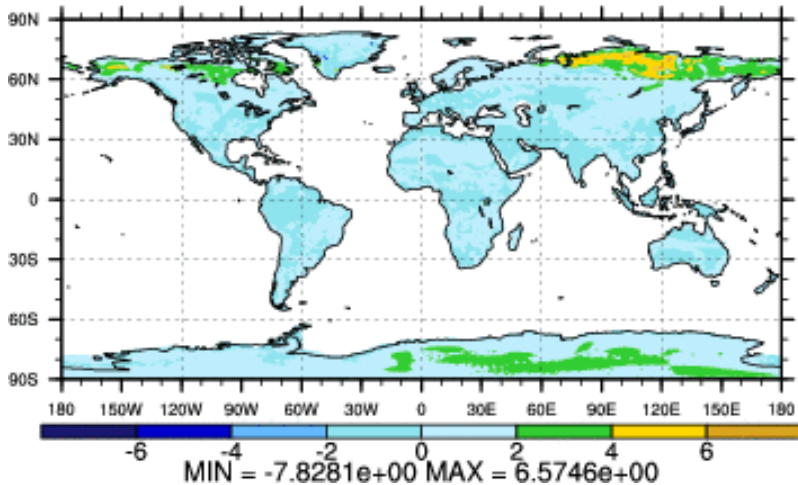 90N
60N
30N
0
30S
60S
90S
180 150W 120W 90W 60W 30W 0 30E 60E 90E 120E 150E 180
-6 -4 -2 0 2 4 6
MIN = -7.8281e+00 MAX = 6.5746e+00